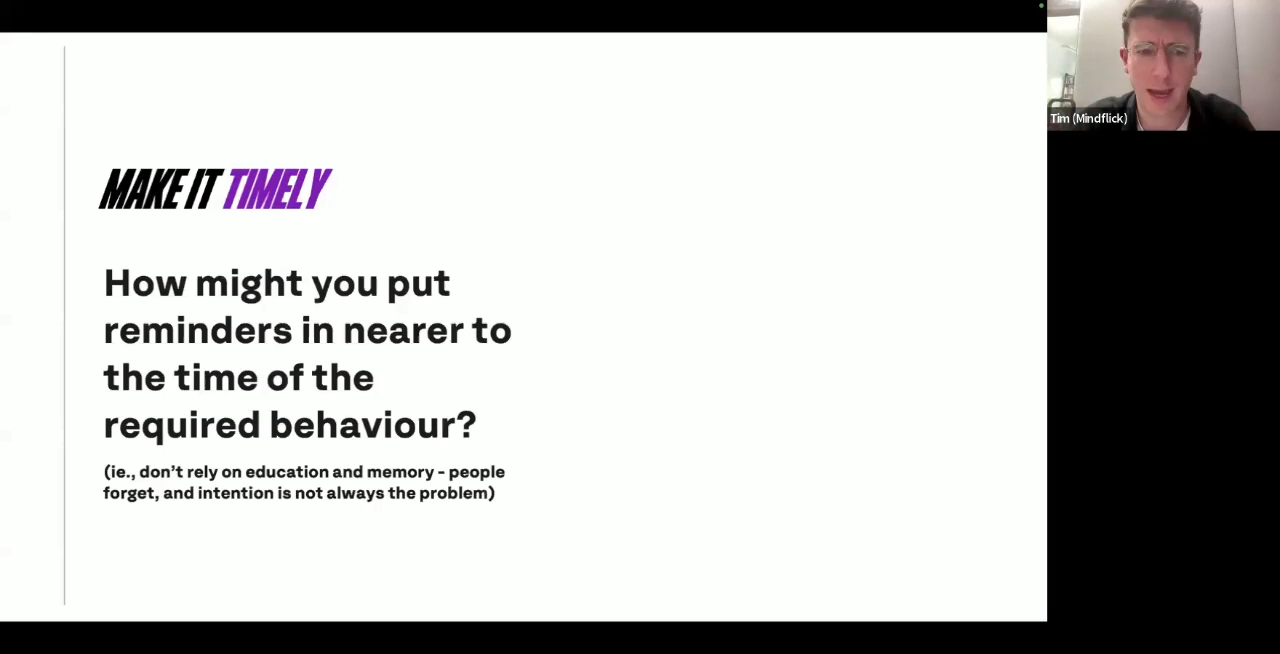 MAKE IT TIMELY
How might you put
reminders in nearer to
the time of the
required behaviour?
(ie., don’t rely on education and memory - people
forget, and intention is not always the problem)
Tim (Mindflick)